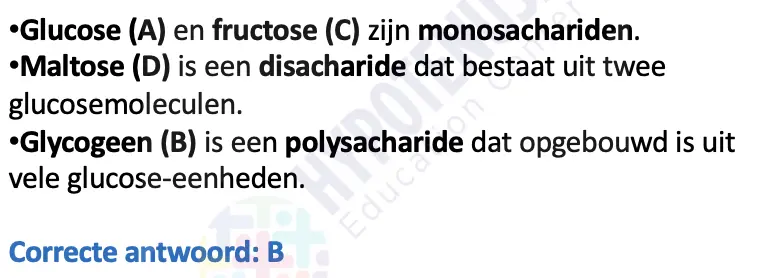 •Glucose (A) en fructose (C) zijn monosachariden.
•Maltose (D) is een disacharide dat bestaat uit twee
glucosemoleculen.
•Glycogeen (B) is een polysacharide dat opgebouwd is uit
vele glucose-eenheden.
Correcte antwoord: B
Education Center